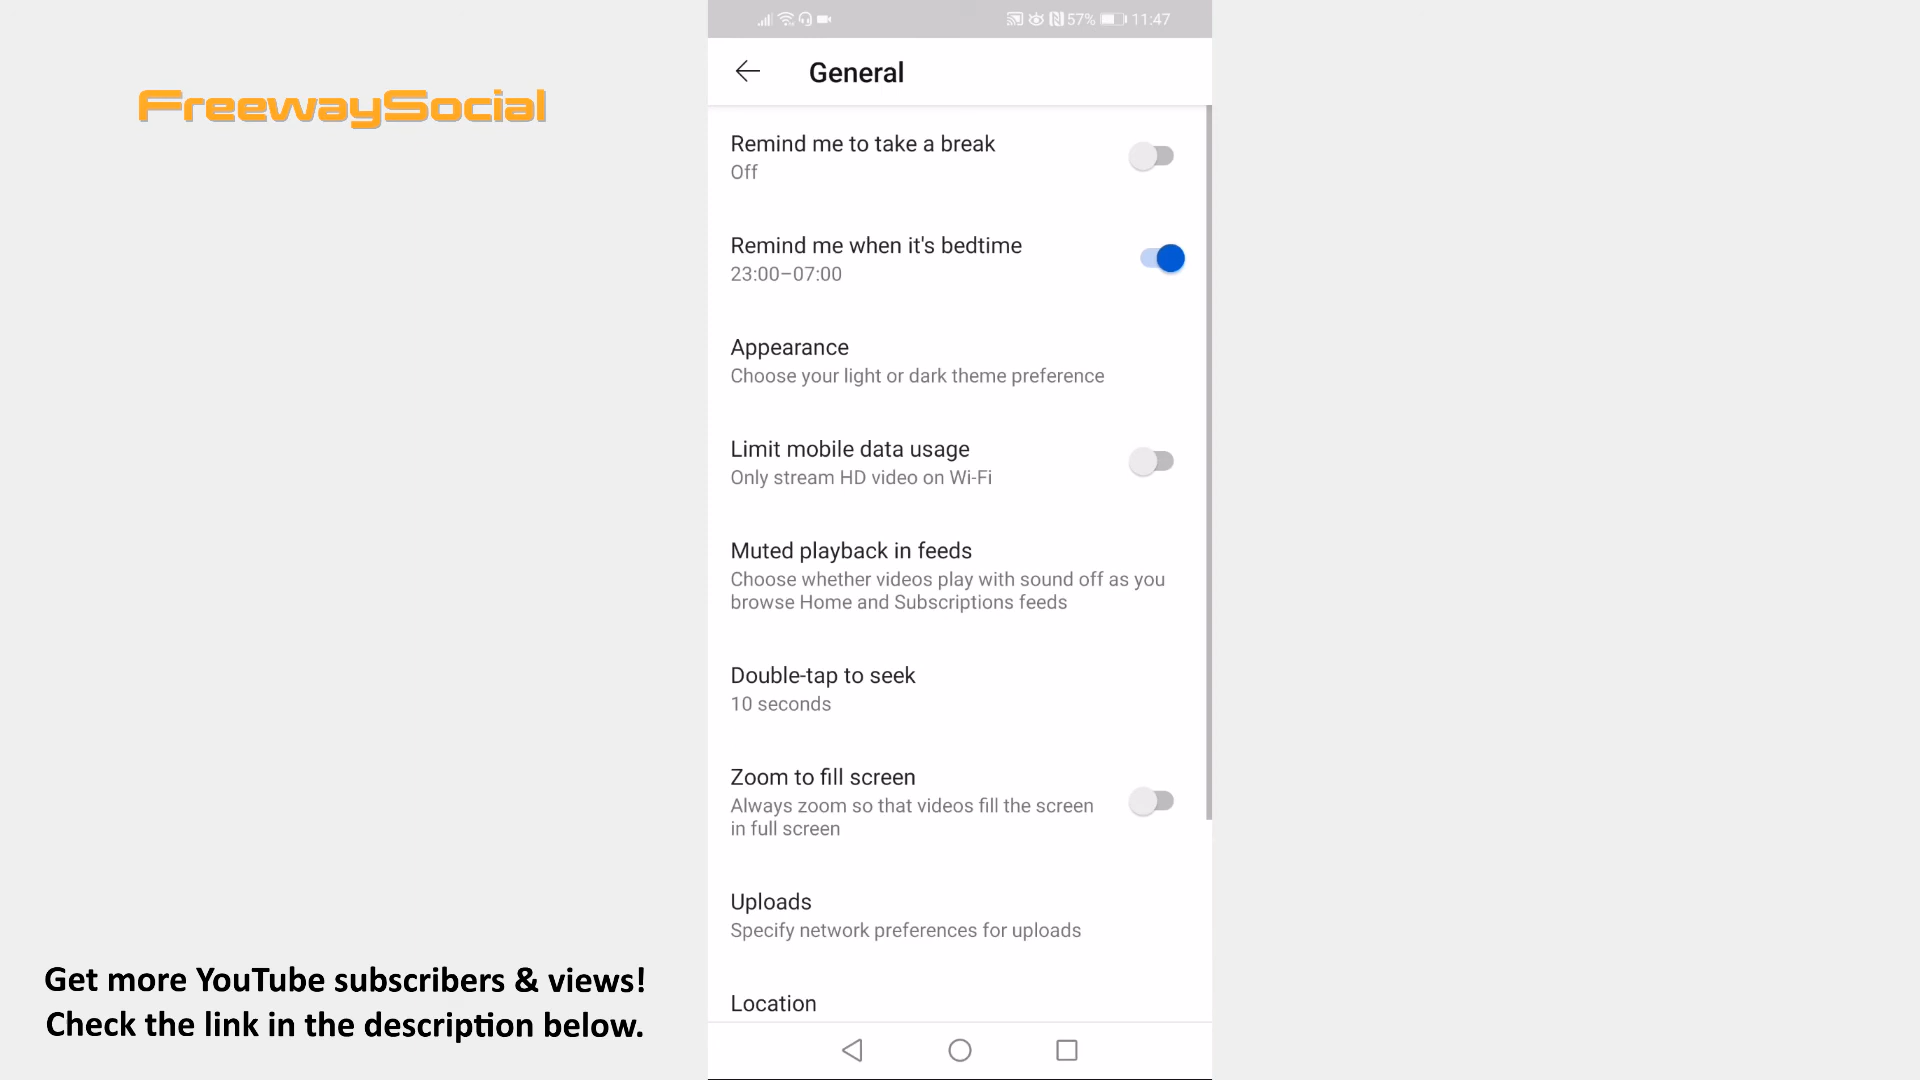 57% 11:47
General
FreewaySocial
Remind me to take a break
Off
Remind me when it's bedtime
23:00–07:00
Appearance
Choose your light or dark theme preference
Limit mobile data usage
Only stream HD video on Wi-Fi
Muted playback in feeds
Choose whether videos play with sound off as you
browse Home and Subscriptions feeds
Double-tap to seek
10 seconds
Zoom to fill screen
Always zoom so that videos fill the screen
in full screen
Uploads
Specify network preferences for uploads
Location
Get more YouTube subscribers & views!
Check the link in the description below.